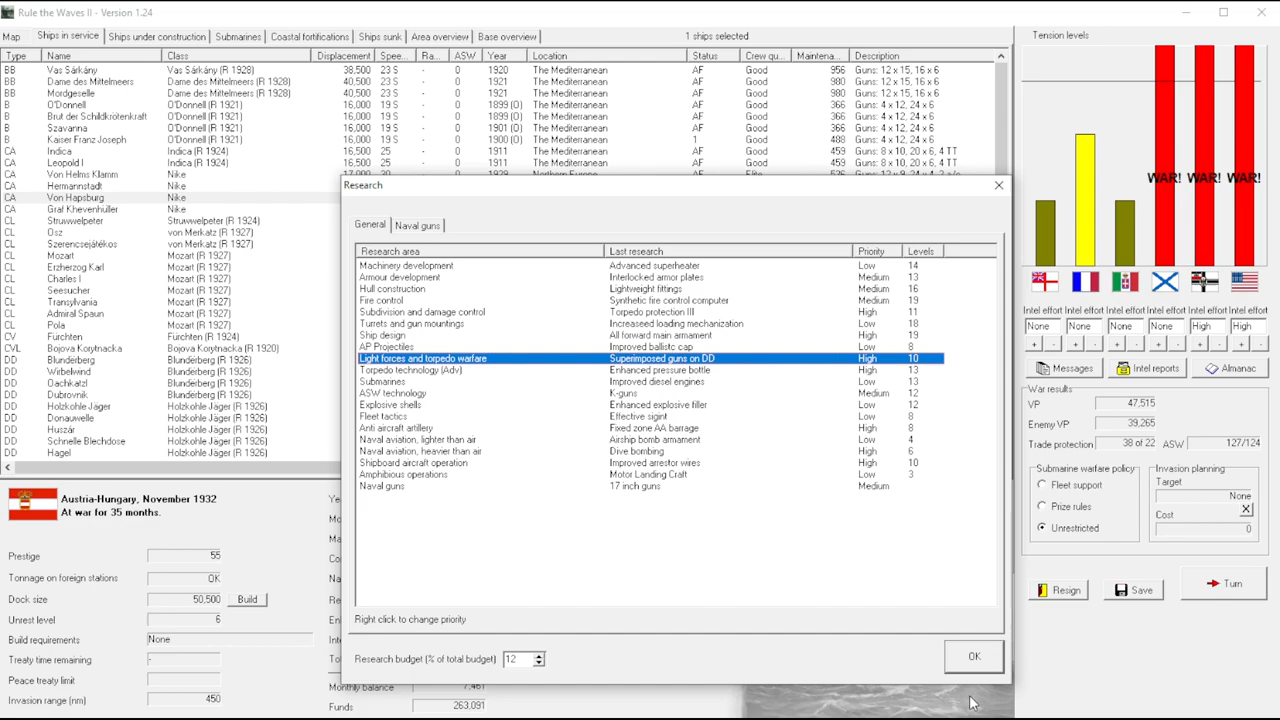 Rule the Waves II - Version 1.24
Map Ships in service Ships under construction Submarines Coastal fortifications Ships sunk Area overview Base overview 1 ships selected
Type Name Class Displacement Spee... Ra... ASW Year Location Status Crew qu... Maintena... Description
BB Vas Sárkány Vas Sárkány (R 1928) 38,500 23 S - 0 1920 The Mediterranean AF Good 956 Guns: 12 x 15, 16 x 6
BB Dame des Mittelmeers Dame des Mittelmeers (R 1928) 40,500 23 S - 0 1921 The Mediterranean AF Good 980 Guns: 12 x 15, 16 x 6
BB Mordgeselle Dame des Mittelmeers (R 1928) 40,500 23 S - 0 1921 The Mediterranean AF Good 980 Guns: 12 x 15, 16 x 6
B O'Donnell O'Donnell (R 1921) 16,000 19 S - 0 1899 (O) The Mediterranean AF Good 366 Guns: 4 x 12, 24 x 6
B Brut der Schildkrötenkraft O'Donnell (R 1921) 16,000 19 S - 0 1899 (O) The Mediterranean AF Good 366 Guns: 4 x 12, 24 x 6
B Szavanna O'Donnell (R 1921) 16,000 19 S - 0 1901 (O) The Mediterranean AF Good 366 Guns: 4 x 12, 24 x 6
B Kaiser Franz Joseph O'Donnell (R 1921) 16,000 19 S - 0 1900 (O) The Mediterranean 1 Good 488 Guns: 4 x 12, 24 x 6
CA Indica Indica (R 1924) 16,500 25 - 0 1911 The Mediterranean AF Good 459 Guns: 8 x 10, 20 x 6, 4 TT
CA Leopold I Indica (R 1924) 16,500 25 - 0 1911 The Mediterranean AF Good 459 Guns: 8 x 10, 20 x 6, 4 TT
CA Von Helms Klamm Nike
CA Hermannstadt Nike
CA Von Hapsburg Nike
CA Graf Khevenhüller Nike
CL Struwwelpeter Struwwelpeter (R 1924)
CL Osz von Merkatz (R 1927)
CL Szerencsejátékos von Merkatz (R 1927)
CL Mozart Mozart (R 1927)
CL Erzherzog Karl Mozart (R 1927)
CL Charles I Mozart (R 1927)
CL Seesucher Mozart (R 1927)
CL Transylvania Mozart (R 1927)
CL Admiral Spaun Mozart (R 1927)
CL Pola Mozart (R 1927)
CV Fürchten Fürchten (R 1929)
CVL Bojova Korytnacka Bojova Korytnacka (R 1920)
DD Blunderberg Blunderberg (R 1926)
DD Wirbelwind Blunderberg (R 1926)
DD Oachkatzl Blunderberg (R 1926)
DD Dubrovnik Blunderberg (R 1926)
DD Holzkohle Jäger Holzkohle Jäger (R 1926)
DD Donauwelle Holzkohle Jäger (R 1926)
DD Huszár Holzkohle Jäger (R 1926)
DD Schnelle Blechdose Holzkohle Jäger (R 1926)
DD Hagel Holzkohle Jäger (R 1926)
Research
General Naval guns
Research area Last research Priority Levels
Machinery development Advanced superheater Low 14
Armour development Interlocked armor plates Medium 13
Hull construction Lightweight fittings Medium 16
Fire control Synthetic fire control computer Medium 19
Subdivision and damage control Torpedo protection III High 11
Turrets and gun mountings Increaseed loading mechanization Low 18
Ship design All forward main armament High 19
AP Projectiles Improved ballistic cap Low 8
Light forces and torpedo warfare Superimposed guns on DD High 10
Torpedo technology (Adv) Enhanced pressure bottle High 13
Submarines Improved diesel engines Low 13
ASW technology K-guns Medium 12
Explosive shells Enhanced explosive filler Low 12
Fleet tactics Effective sigint Low 8
Anti aircraft artillery Fixed zone AA barrage High 8
Naval aviation, lighter than air Airship bomb armament Low 4
Naval aviation, heavier than air Dive bombing High 6
Shipboard aircraft operation Improved arrestor wires High 10
Amphibious operations Motor Landing Craft Low 3
Naval guns 17 inch guns Medium
Right click to change priority
Research budget (% of total budget) 12
OK
Tension levels
WAR! WAR! WAR!
Intel effort Intel effort Intel effort Intel effort Intel effort Intel effort
None None None None High High
+ - + - + - + - + - + -
Messages Intel reports Almanac
War results
VP 47,515
Enemy VP 39,265
Trade protection 38 of 22 ASW 127/124
Submarine warfare policy
Fleet support
Prize rules
Unrestricted
Invasion planning
Target
None
Cost X
0
Resign Save Turn
Austria-Hungary, November 1932
At war for 35 months.
Prestige 55
Tonnage on foreign stations OK
Dock size 50,500 Build
Unrest level 6
Build requirements None
Treaty time remaining -
Peace treaty limit
Invasion range (nm) 450
Monthly balance 7,461
Funds 263,091